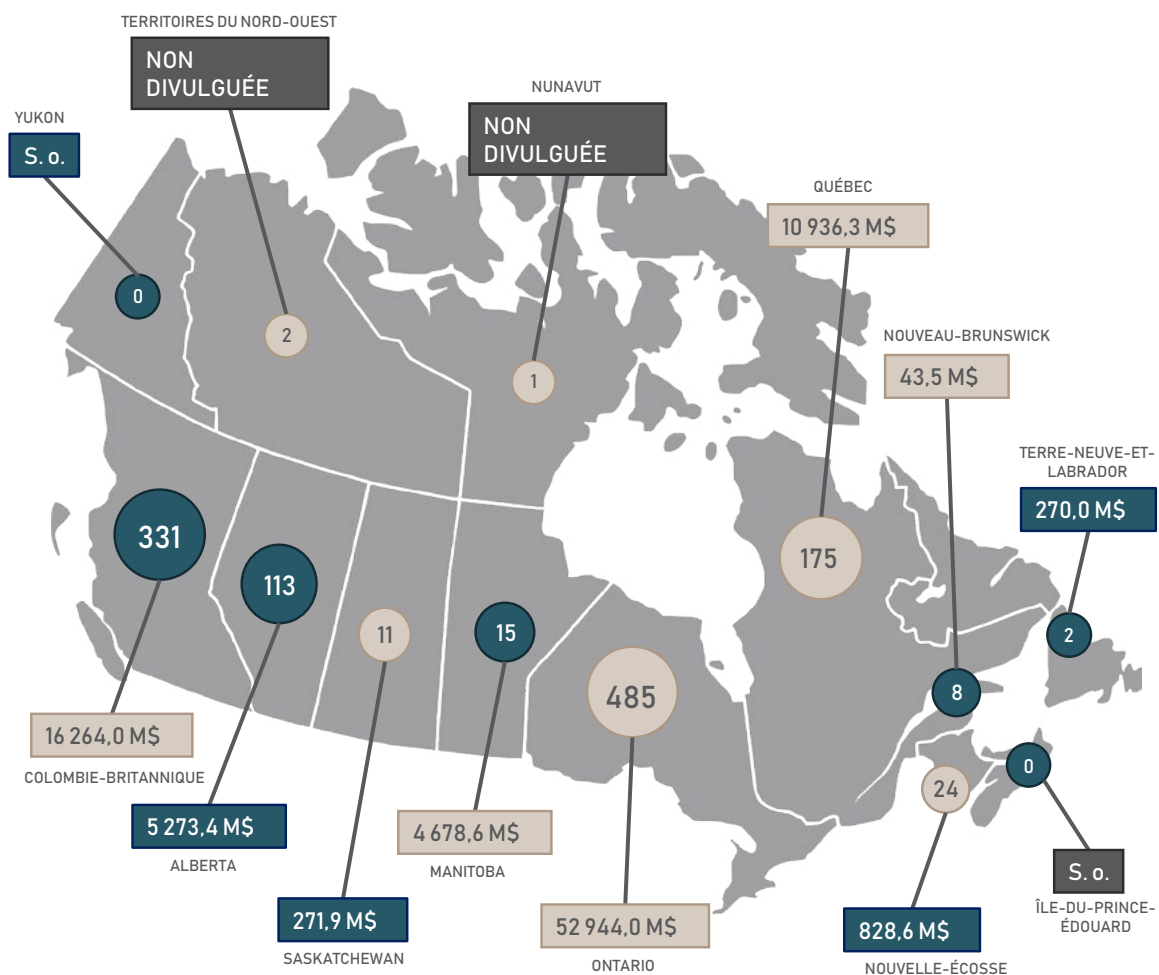 TERRITOIRES DU NORD-OUEST
NON
DIVULGUÉE
NUNAVUT
NON
DIVULGUÉE
YUKON
S. o.
QUÉBEC
10 936,3 M$
0
2
1
NOUVEAU-BRUNSWICK
43,5 M$
TERRE-NEUVE-ET-
LABRADOR
270,0 M$
331
113
175
11
15
2
485
8
16 264,0 M$
COLOMBIE-BRITANNIQUE
0
24
5 273,4 M$
ALBERTA
4 678,6 M$
MANITOBA
S. o.
ÎLE-DU-PRINCE-
ÉDOUARD
271,9 M$
SASKATCHEWAN
52 944,0 M$
ONTARIO
828,6 M$
NOUVELLE-ÉCOSSE